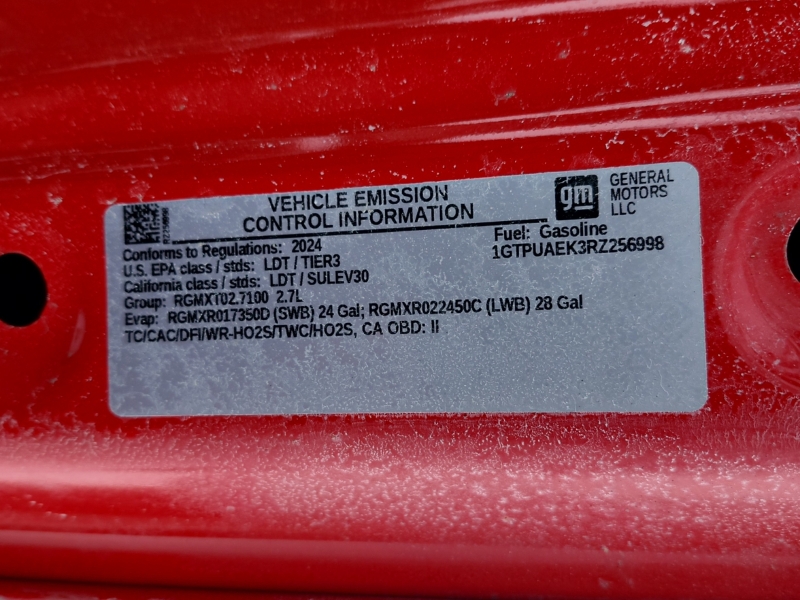 VEHICLE EMISSION
CONTROL INFORMATION
gm
GENERAL
MOTORS
LLC
Conforms to Regulations: 2024
Fuel: Gasoline
U.S. EPA class / stds: LDT / TIER3
1GTPUAEK3RZ256998
California class / stds: LDT / SULEV30
Group: RGMXT02.7100 2.7L
Evap: RGMXR017350D (SWB) 24 Gal; RGMXR022450C (LWB) 28 Gal
TC/CAC/DFI/WR-HO2S/TWC/HO2S, CA OBD: II